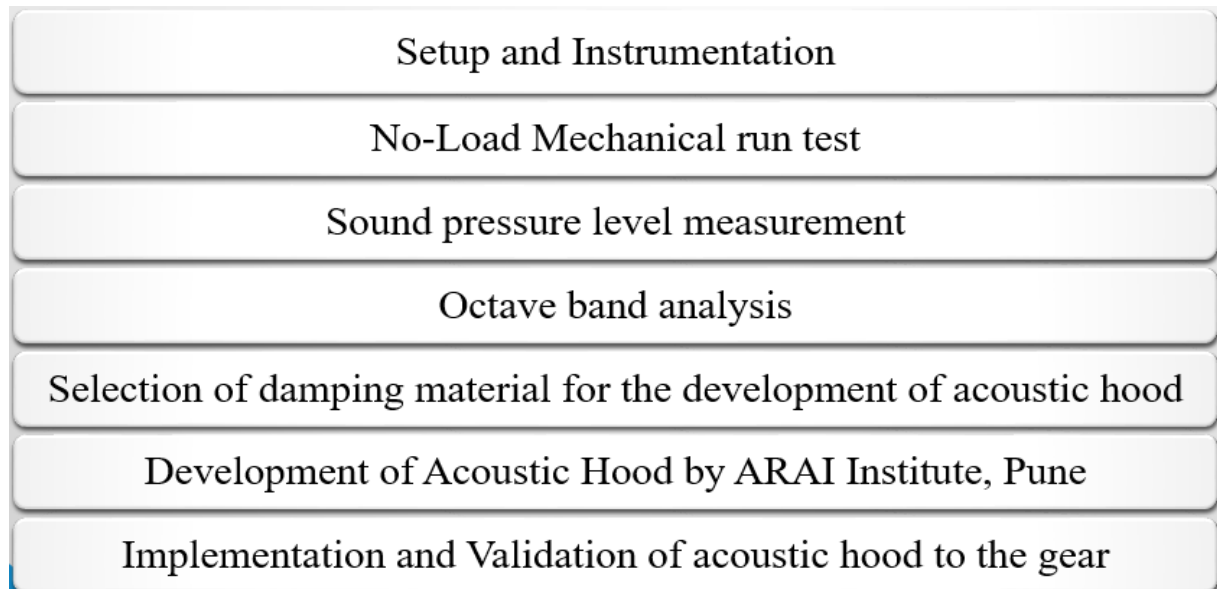 Setup and Instrumentation
No-Load Mechanical run test
Sound pressure level measurement
Octave band analysis
Selection of damping material for the development of acoustic hood
Development of Acoustic Hood by ARAI Institute, Pune
Implementation and Validation of acoustic hood to the gear